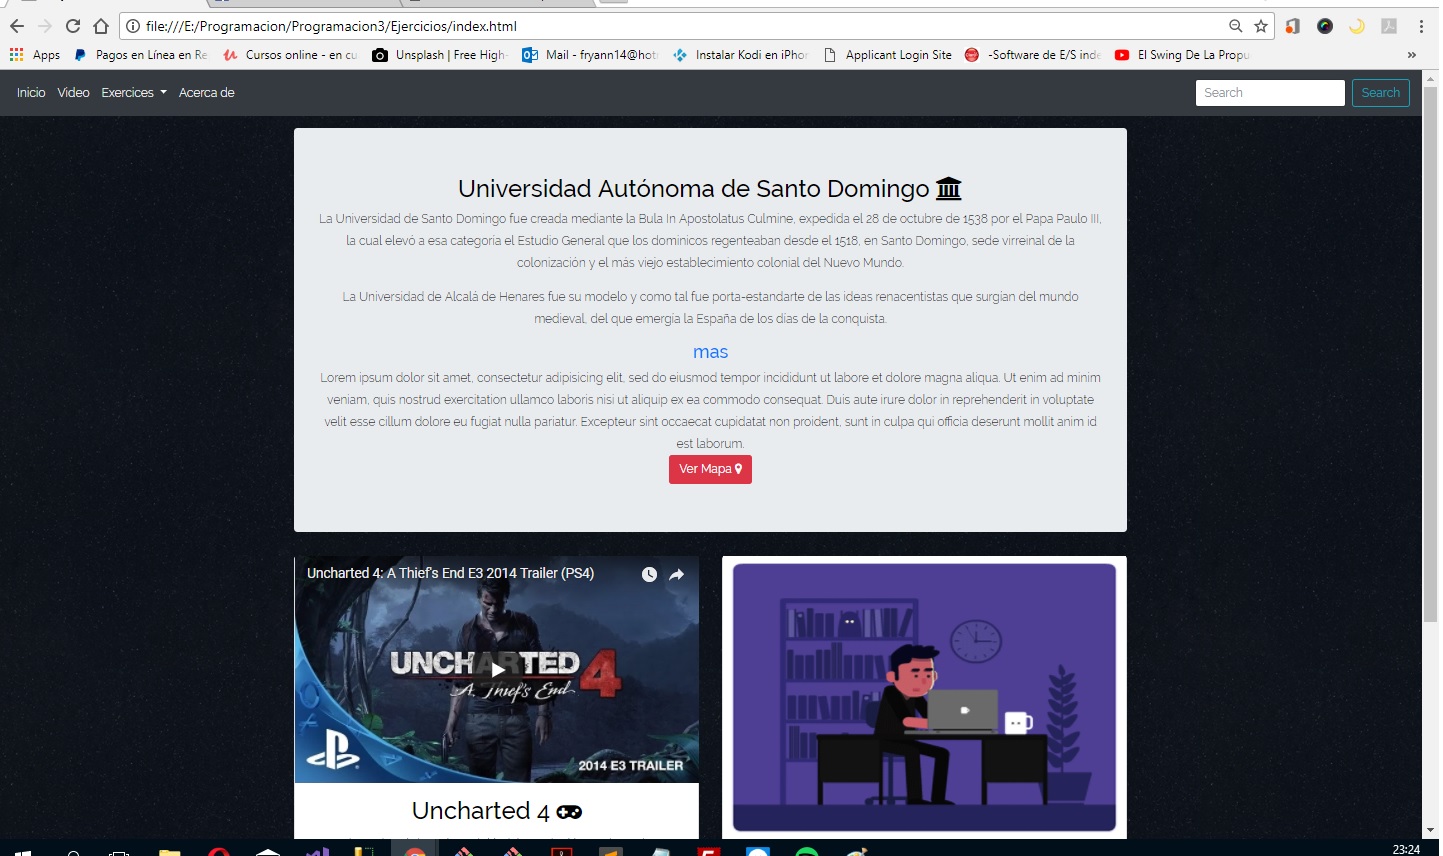 file:///E:/Programacion/Programacion3/Ejercicios/index.html
Apps Pagos en Línea en Re Cursos online - en cu Unsplash | Free High- Mail - fryann14@hot Instalar Kodi en iPhor Applicant Login Site -Software de E/S inde El Swing De La Propu »
Inicio Video Exercices Acerca de Search Search
Universidad Autónoma de Santo Domingo
La Universidad de Santo Domingo fue creada mediante la Bula In Apostolatus Culmine, expedida el 28 de octubre de 1538 por el Papa Paulo III,
la cual elevó a esa categoría el Estudio General que los dominicos regenteaban desde el 1518, en Santo Domingo, sede virreinal de la
colonización y el más viejo establecimiento colonial del Nuevo Mundo.
La Universidad de Alcalá de Henares fue su modelo y como tal fue porta-estandarte de las ideas renacentistas que surgían del mundo
medieval, del que emergía la España de los días de la conquista.
mas
Lorem ipsum dolor sit amet, consectetur adipisicing elit, sed do eiusmod tempor incididunt ut labore et dolore magna aliqua. Ut enim ad minim
veniam, quis nostrud exercitation ullamco laboris nisi ut aliquip ex ea commodo consequat. Duis aute irure dolor in reprehenderit in voluptate
velit esse cillum dolore eu fugiat nulla pariatur. Excepteur sint occaecat cupidatat non proident, sunt in culpa qui officia deserunt mollit anim id
est laborum.
Ver Mapa
Uncharted 4: A Thief's End E3 2014 Trailer (PS4)
UNCHARTED 4
A Thief's End
2014 E3 TRAILER
Uncharted 4
23:24